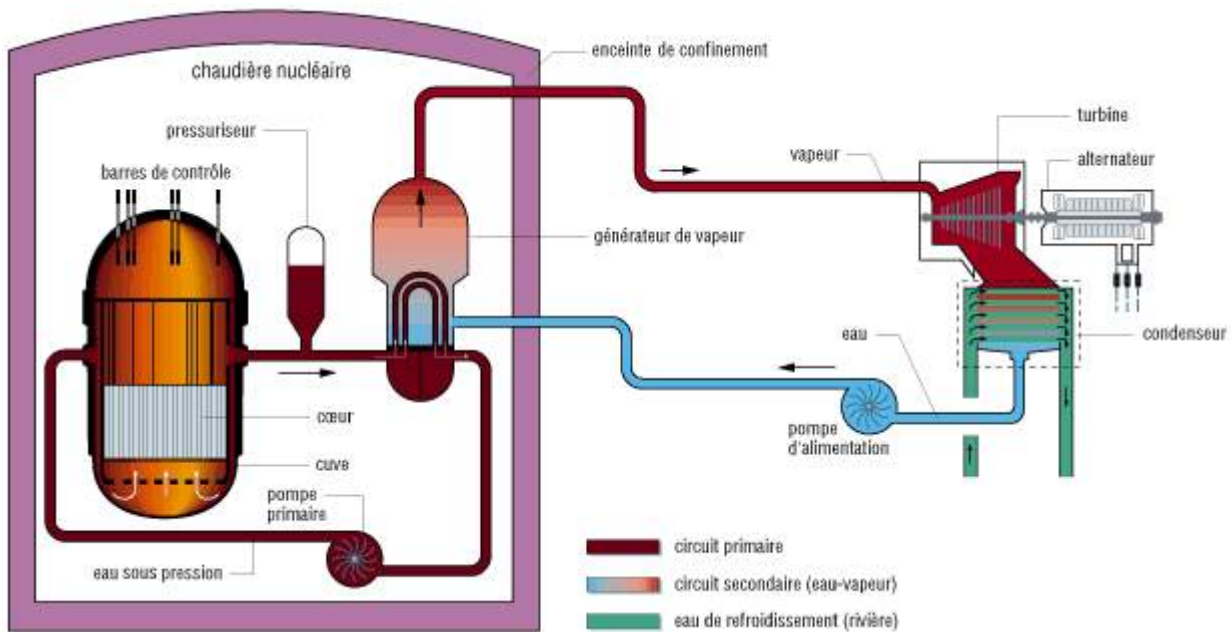 enceinte de confinement
chaudière nucléaire
pressuriseur
turbine
vapeur
alternateur
barres de contrôle
générateur de vapeur
eau
condenseur
cœur
pompe
d'alimentation
cuve
pompe
primaire
circuit primaire
eau sous pression
circuit secondaire (eau-vapeur)
eau de refroidissement (rivière)